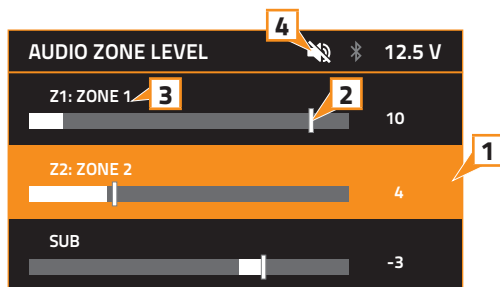 4
AUDIO ZONE LEVEL 12.5 V
Z1: ZONE 1 3 2
10
1
Z2: ZONE 2
4
SUB
-3